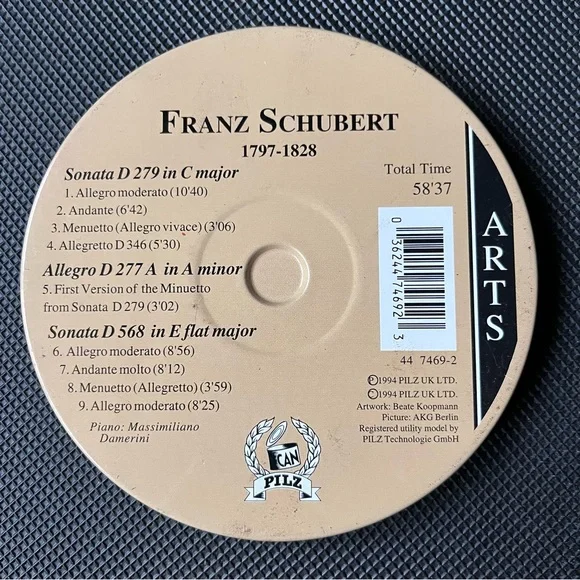 FRANZ SCHUBERT
1797-1828
Sonata D 279 in C major
1. Allegro moderato (10'40)
2. Andante (6'42)
3. Menuetto (Allegro vivace) (3'06)
4. Allegretto D 346 (5'30)
Allegro D 277 A in A minor
5. First Version of the Minuetto
from Sonata D 279 (3'02)
Sonata D 568 in E flat major
6. Allegro moderato (8'56)
7. Andante molto (8'12)
8. Menuetto (Allegretto) (3'59)
9. Allegro moderato (8'25)
Piano: Massimiliano
Damerini
Total Time
58'37
0 36244 74692 3
44 7469-2
℗1994 PILZ UK LTD.
©1994 PILZ UK LTD.
Artwork: Beate Koopmann
Picture: AKG Berlin
Registered utility model by
PILZ Technologie GmbH
ARTS
CAN
PILZ